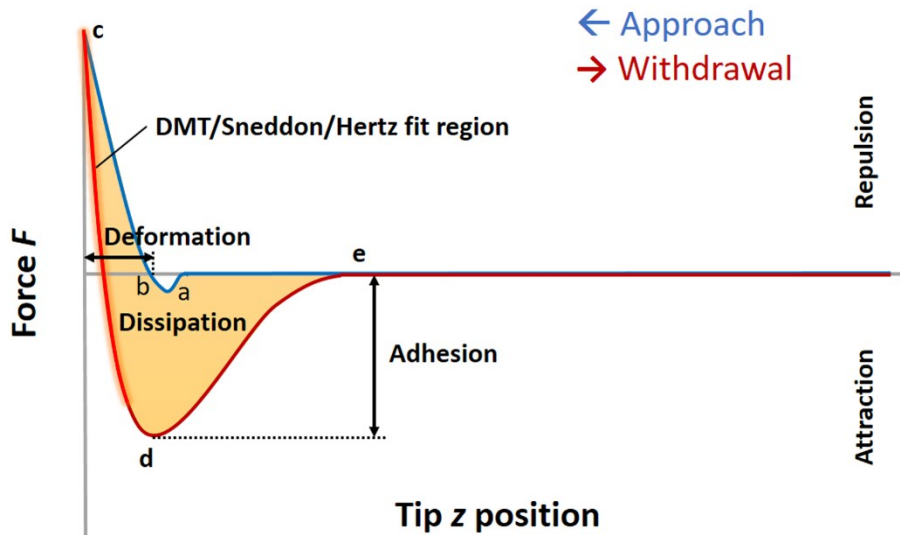 ← Approach
→ Withdrawal
c
DMT/Sneddon/Hertz fit region
Repulsion
Deformation
e
b
a
Force F
Dissipation
Adhesion
Attraction
d
Tip z position